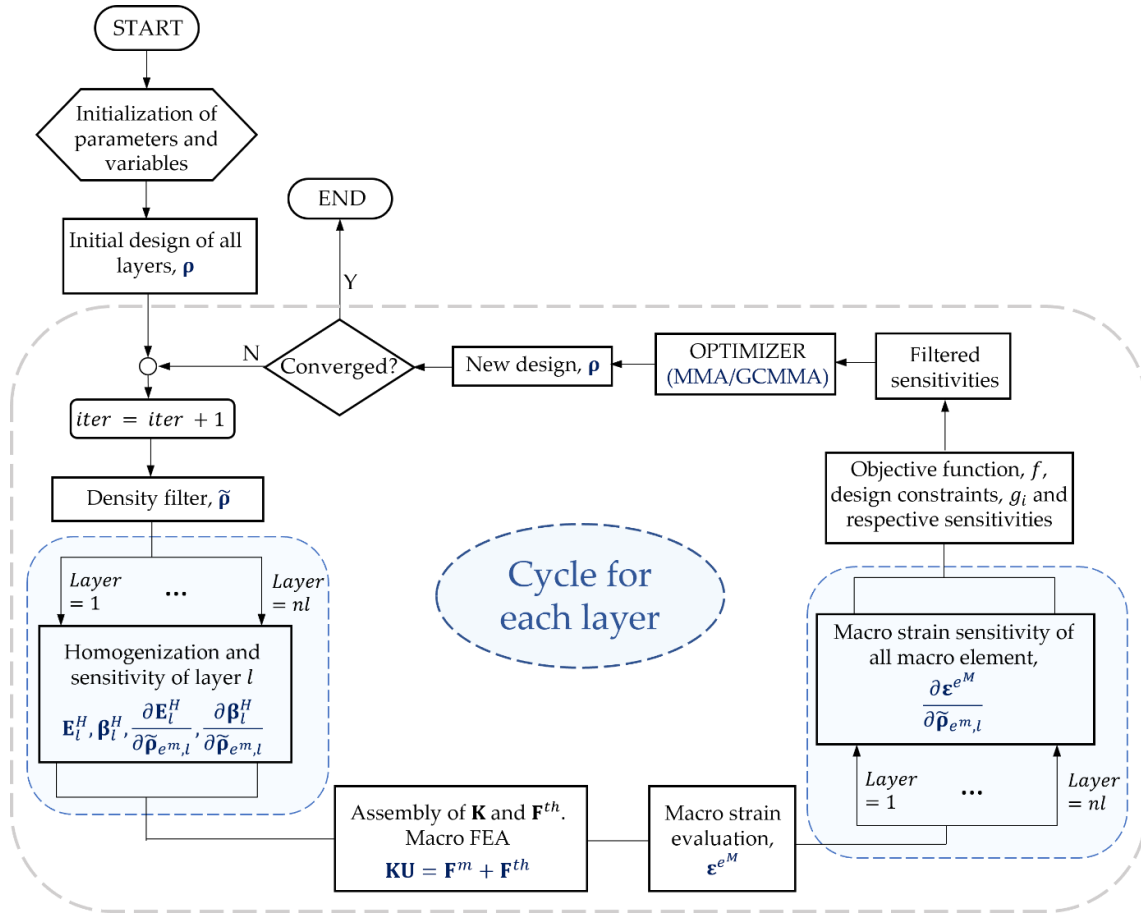 START
Initialization of
parameters and
variables
Initial design of all
layers, ρ
END
Y
N
Converged?
New design, ρ
OPTIMIZER
(MMA/GCMMA)
Filtered
sensitivities
iter = iter + 1
Density filter, ρ̃
Objective function, f,
design constraints, g_i and
respective sensitivities
Cycle for
each layer
Layer
= 1
...
Layer
= nl
Homogenization and
sensitivity of layer l
E_l^H, β_l^H, ∂E_l^H/∂ρ̃_{e^m,l}, ∂β_l^H/∂ρ̃_{e^m,l}
Macro strain sensitivity of
all macro element,
∂ε^{e^M}/∂ρ̃_{e^m,l}
Layer
= 1
...
Layer
= nl
Assembly of K and F^{th}.
Macro FEA
KU = F^m + F^{th}
Macro strain
evaluation,
ε^{e^M}